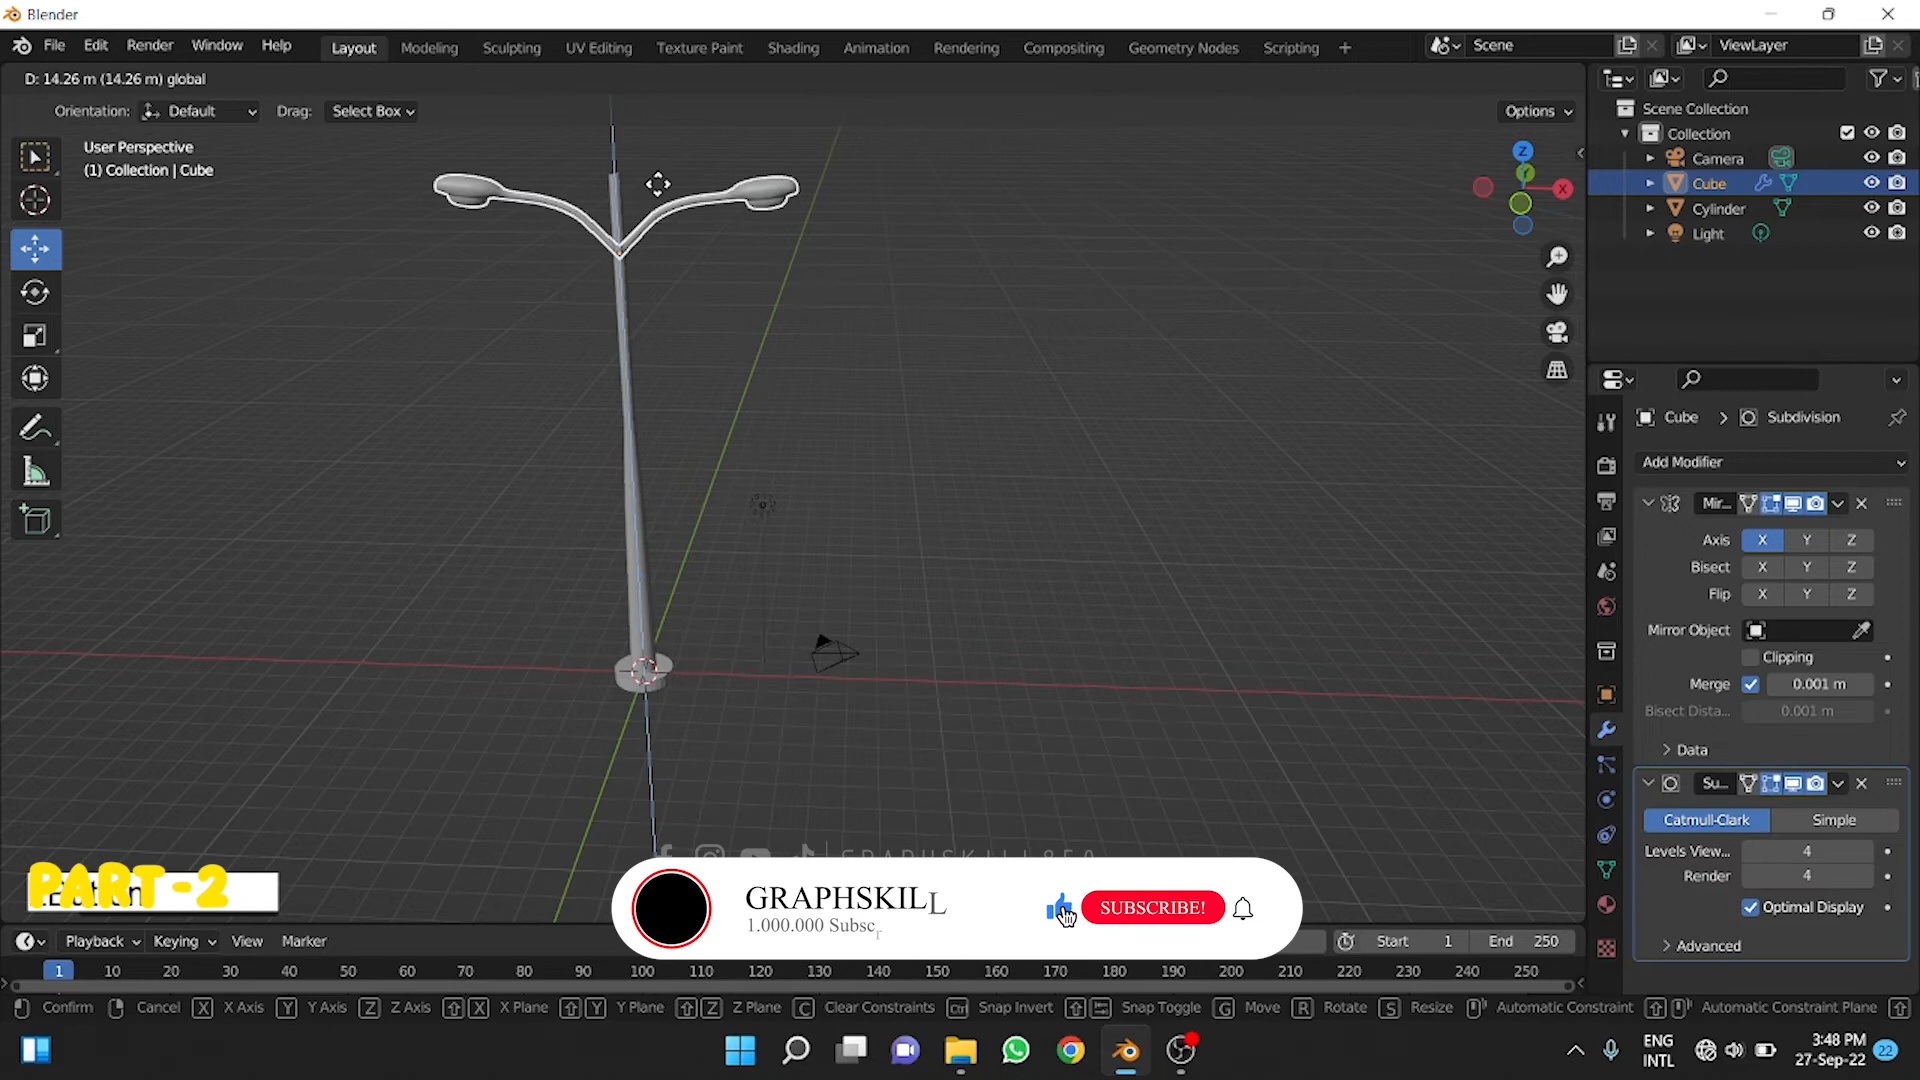 Blender
File Edit Render Window Help Layout Modeling Sculpting UV Editing Texture Paint Shading Animation Rendering Compositing Geometry Nodes Scripting + Scene ViewLayer
D: 14.26 m (14.26 m) global
Orientation: Default Drag: Select Box Options
User Perspective
(1) Collection | Cube
Z
Y
X
Scene Collection
Collection
Camera
Cube
Cylinder
Light
Cube > Subdivision
Add Modifier
Mir...
Axis X Y Z
Bisect X Y Z
Flip X Y Z
Mirror Object
Clipping
Merge 0.001 m
Bisect Dista... 0.001 m
Data
Su...
Catmull-Clark Simple
Levels View... 4
Render 4
Optimal Display
Advanced
PART-2
GRAPHSKILL
1.000.000 Subscr
SUBSCRIBE!
Playback Keying View Marker Start 1 End 250
1 10 20 30 40 50 60 70 80 90 100 110 120 130 140 150 160 170 180 190 200 210 220 230 240 250
Confirm Cancel X X Axis Y Y Axis Z Z Axis X X Plane Y Y Plane Z Z Plane C Clear Constraints Ctrl Snap Invert Snap Toggle G Move R Rotate S Resize Automatic Constraint Automatic Constraint Plane
ENG
INTL
3:48 PM
27-Sep-22
22